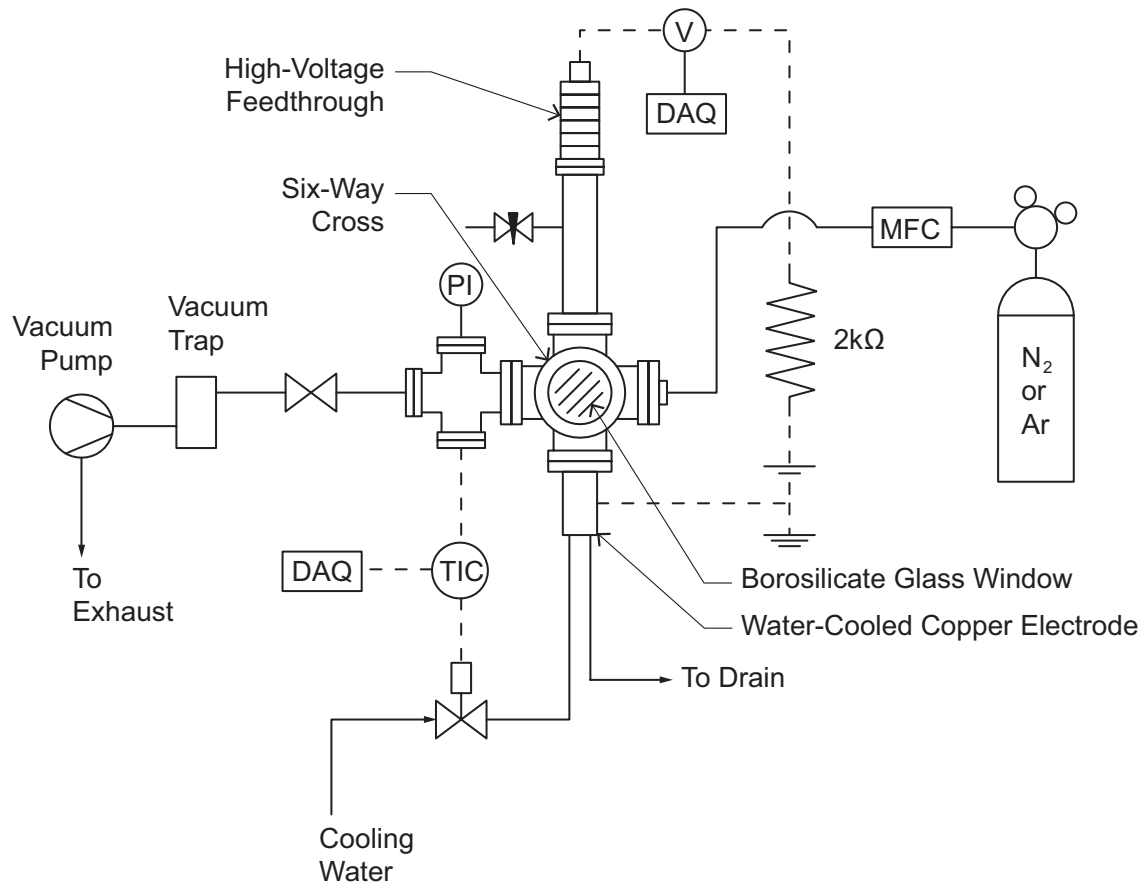 V
High-Voltage
Feedthrough
DAQ
Six-Way
Cross
MFC
PI
Vacuum
Trap
Vacuum
Pump
2kΩ
N₂
or
Ar
DAQ
TIC
To
Exhaust
Borosilicate Glass Window
Water-Cooled Copper Electrode
To Drain
Cooling
Water